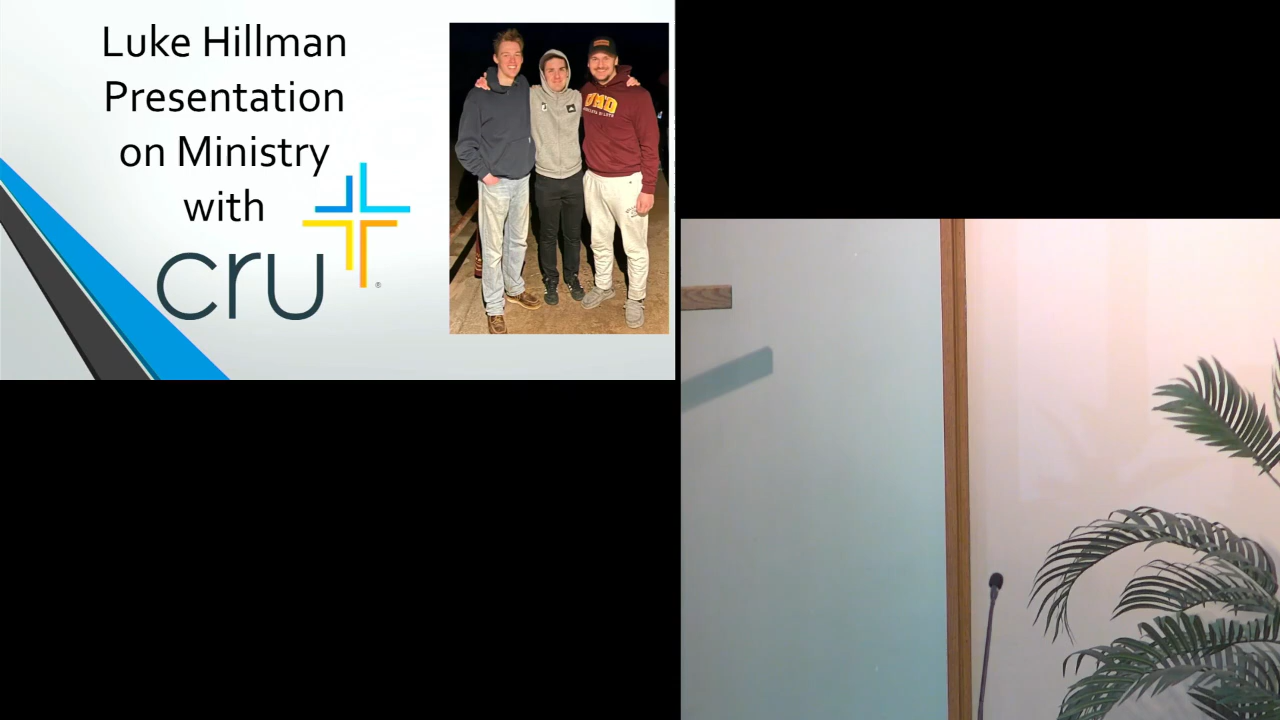 Luke Hillman
Presentation
on Ministry
with
cru®
UMD